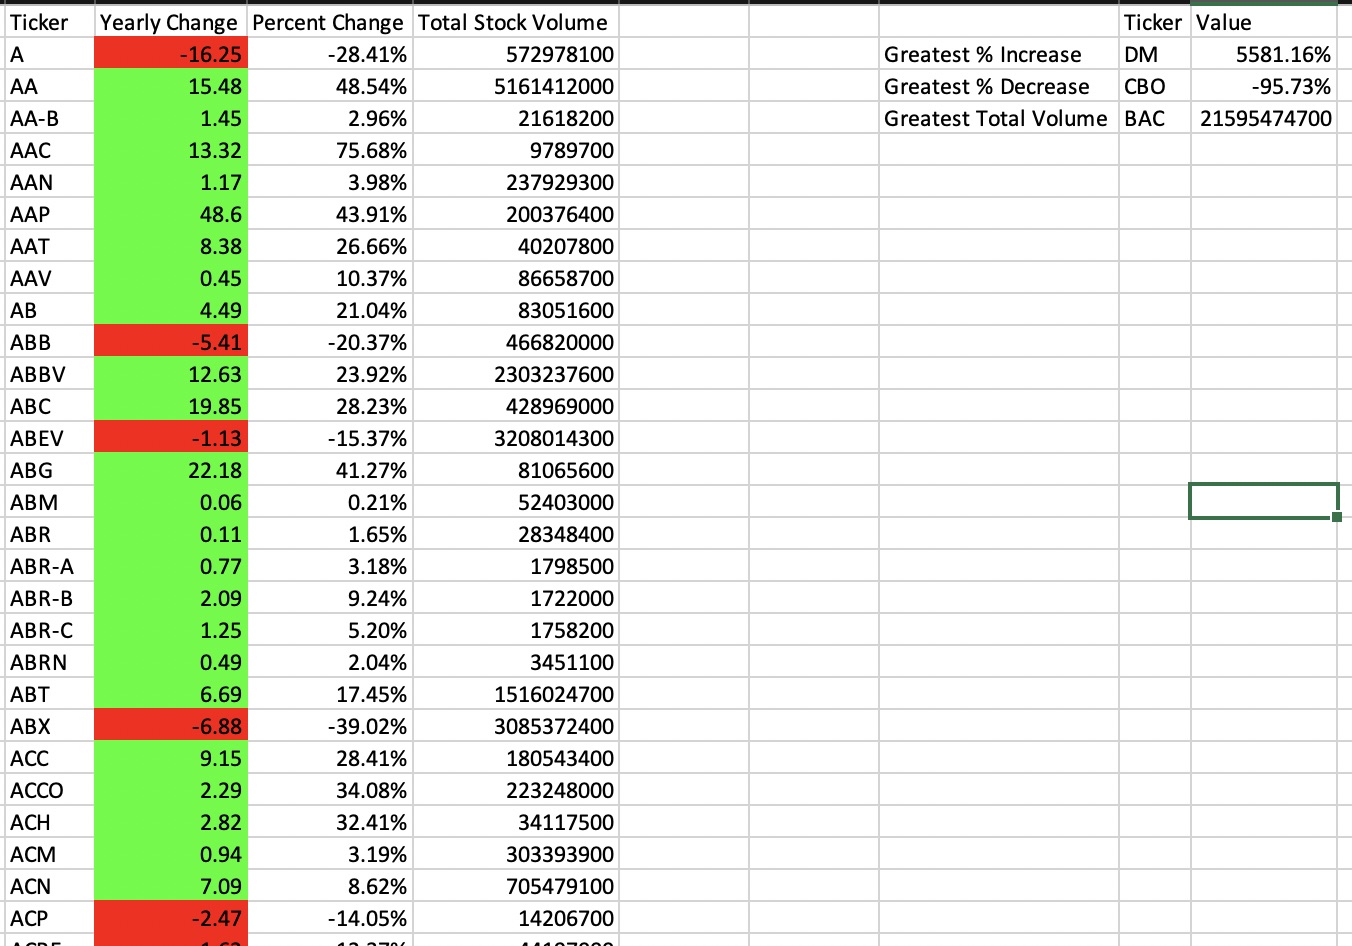 Ticker Yearly Change Percent Change Total Stock Volume Ticker Value
A -16.25 -28.41% 572978100 Greatest % Increase DM 5581.16%
AA 15.48 48.54% 5161412000 Greatest % Decrease CBO -95.73%
AA-B 1.45 2.96% 21618200 Greatest Total Volume BAC 21595474700
AAC 13.32 75.68% 9789700
AAN 1.17 3.98% 237929300
AAP 48.6 43.91% 200376400
AAT 8.38 26.66% 40207800
AAV 0.45 10.37% 86658700
AB 4.49 21.04% 83051600
ABB -5.41 -20.37% 466820000
ABBV 12.63 23.92% 2303237600
ABC 19.85 28.23% 428969000
ABEV -1.13 -15.37% 3208014300
ABG 22.18 41.27% 81065600
ABM 0.06 0.21% 52403000
ABR 0.11 1.65% 28348400
ABR-A 0.77 3.18% 1798500
ABR-B 2.09 9.24% 1722000
ABR-C 1.25 5.20% 1758200
ABRN 0.49 2.04% 3451100
ABT 6.69 17.45% 1516024700
ABX -6.88 -39.02% 3085372400
ACC 9.15 28.41% 180543400
ACCO 2.29 34.08% 223248000
ACH 2.82 32.41% 34117500
ACM 0.94 3.19% 303393900
ACN 7.09 8.62% 705479100
ACP -2.47 -14.05% 14206700